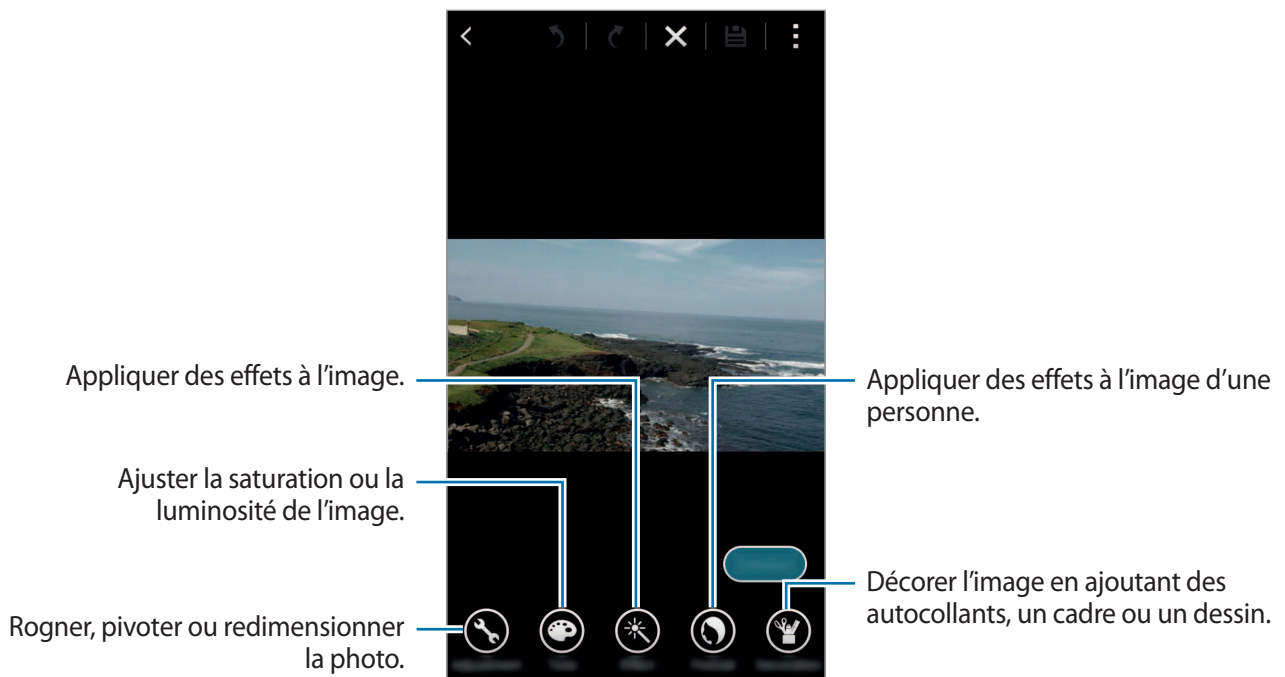 Appliquer des effets à l'image.
Appliquer des effets à l'image d'une
personne.
Ajuster la saturation ou la
luminosité de l'image.
Décorer l'image en ajoutant des
autocollants, un cadre ou un dessin.
Rogner, pivoter ou redimensionner
la photo.